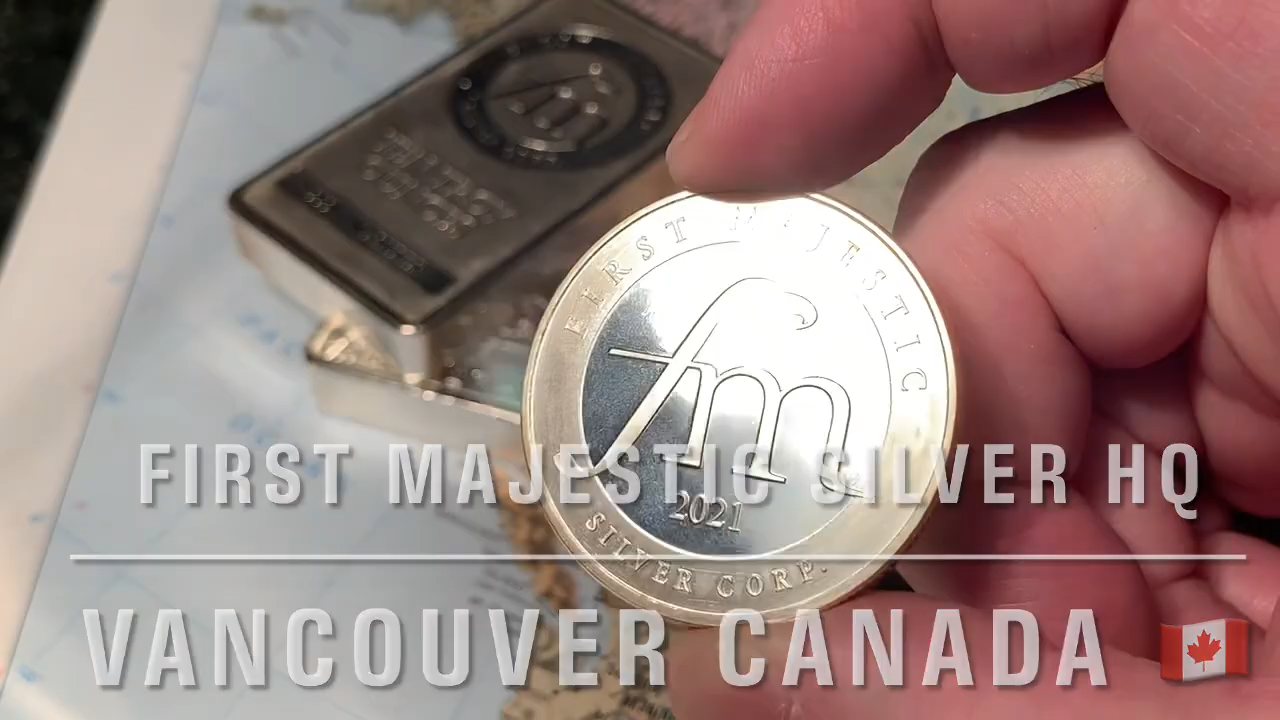 FIRST MAJESTIC
fm
2021
SILVER CORP.
FIRST MAJESTIC SILVER HQ
VANCOUVER CANADA 🇨🇦